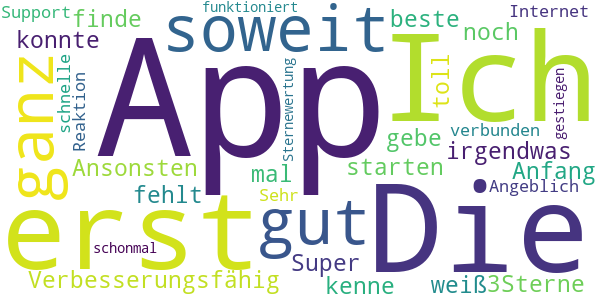 Support
funktioniert
Internet
finde
soweit
beste
konnte
noch
App
Ich
ganz
schnelle
Reaktion
Sternewertung
toll
gestiegen
verbunden
gebe
irgendwas
Ansonsten
mal
starten
Anfang
fehlt
Sehr
Angeblich
erst
gut
Die
schonmal
Super
Verbesserungsfähig
kenne
weiß
3Sterne